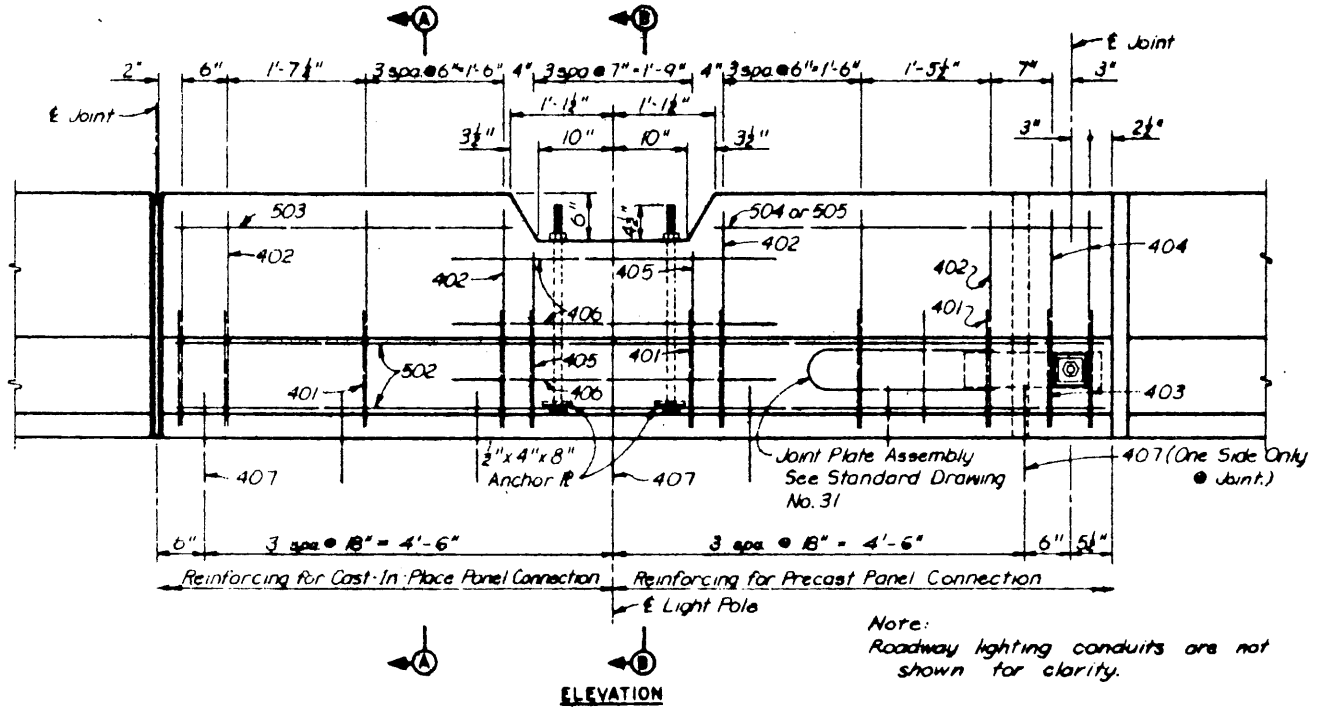 A B
℄ Joint
2" 6" 1'-7¼" 3 spa. @ 6" = 1'-6" 4" 3 spa @ 7" = 1'-9" 4" 3 spa @ 6" = 1'-6" 1'-5½" 7" 3"
℄ Joint
1'-1½" 1'-1½"
3½" 10" 10" 3½" 3" 2½"
6" 4½"
503 504 or 505
402 402 405 402 402 404
406 401
502 405 401
401 406 403
½" x 4" x 8"
Anchor ℙ
407 407
Joint Plate Assembly
See Standard Drawing
No. 31
407 (One Side Only
@ Joint.)
6" 3 spa @ 18" = 4'-6" 3 spa @ 18" = 4'-6" 6" 5½"
Reinforcing for Cast-In-Place Panel Connection Reinforcing for Precast Panel Connection
℄ Light Pole
Note:
Roadway lighting conduits are not
shown for clarity.
A B
ELEVATION